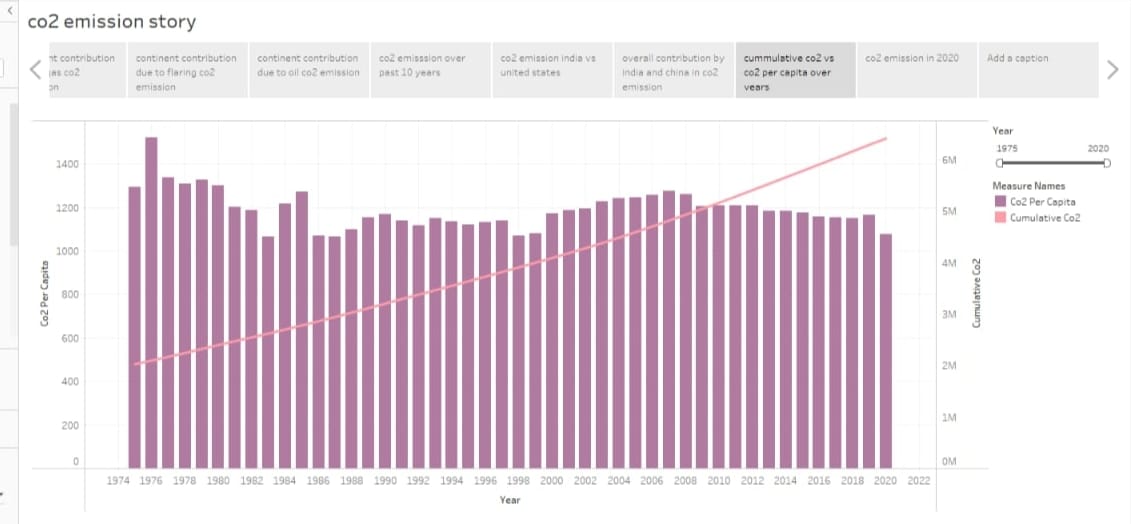 co2 emission story
nt contribution
as co2
on
continent contribution
due to flaring co2
emission
continent contribution
due to oil co2 emission
co2 emisssion over
past 10 years
co2 emission india vs
united states
overall contribution by
india and china in co2
emission
cummulative co2 vs
co2 per capita over
years
co2 emission in 2020
Add a caption
Year
1975 2020
Measure Names
Co2 Per Capita
Cumulative Co2
Co2 Per Capita
1400
1200
1000
800
600
400
200
0
6M
5M
4M
3M
2M
1M
0M
Cumulative Co2
1974 1976 1978 1980 1982 1984 1986 1988 1990 1992 1994 1996 1998 2000 2002 2004 2006 2008 2010 2012 2014 2016 2018 2020 2022
Year